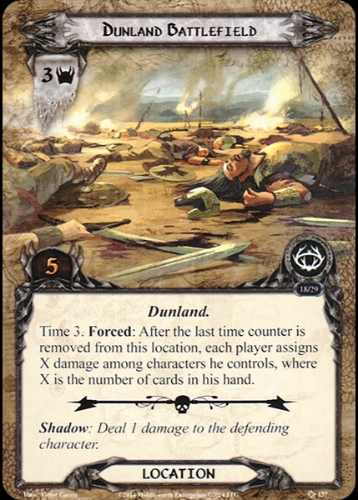 DUNLAND BATTLEFIELD
3
5
18/29
Dunland.
Time 3. Forced: After the last time counter is
removed from this location, each player assigns
X damage among characters he controls, where
X is the number of cards in his hand.
Shadow: Deal 1 damage to the defending
character.
LOCATION